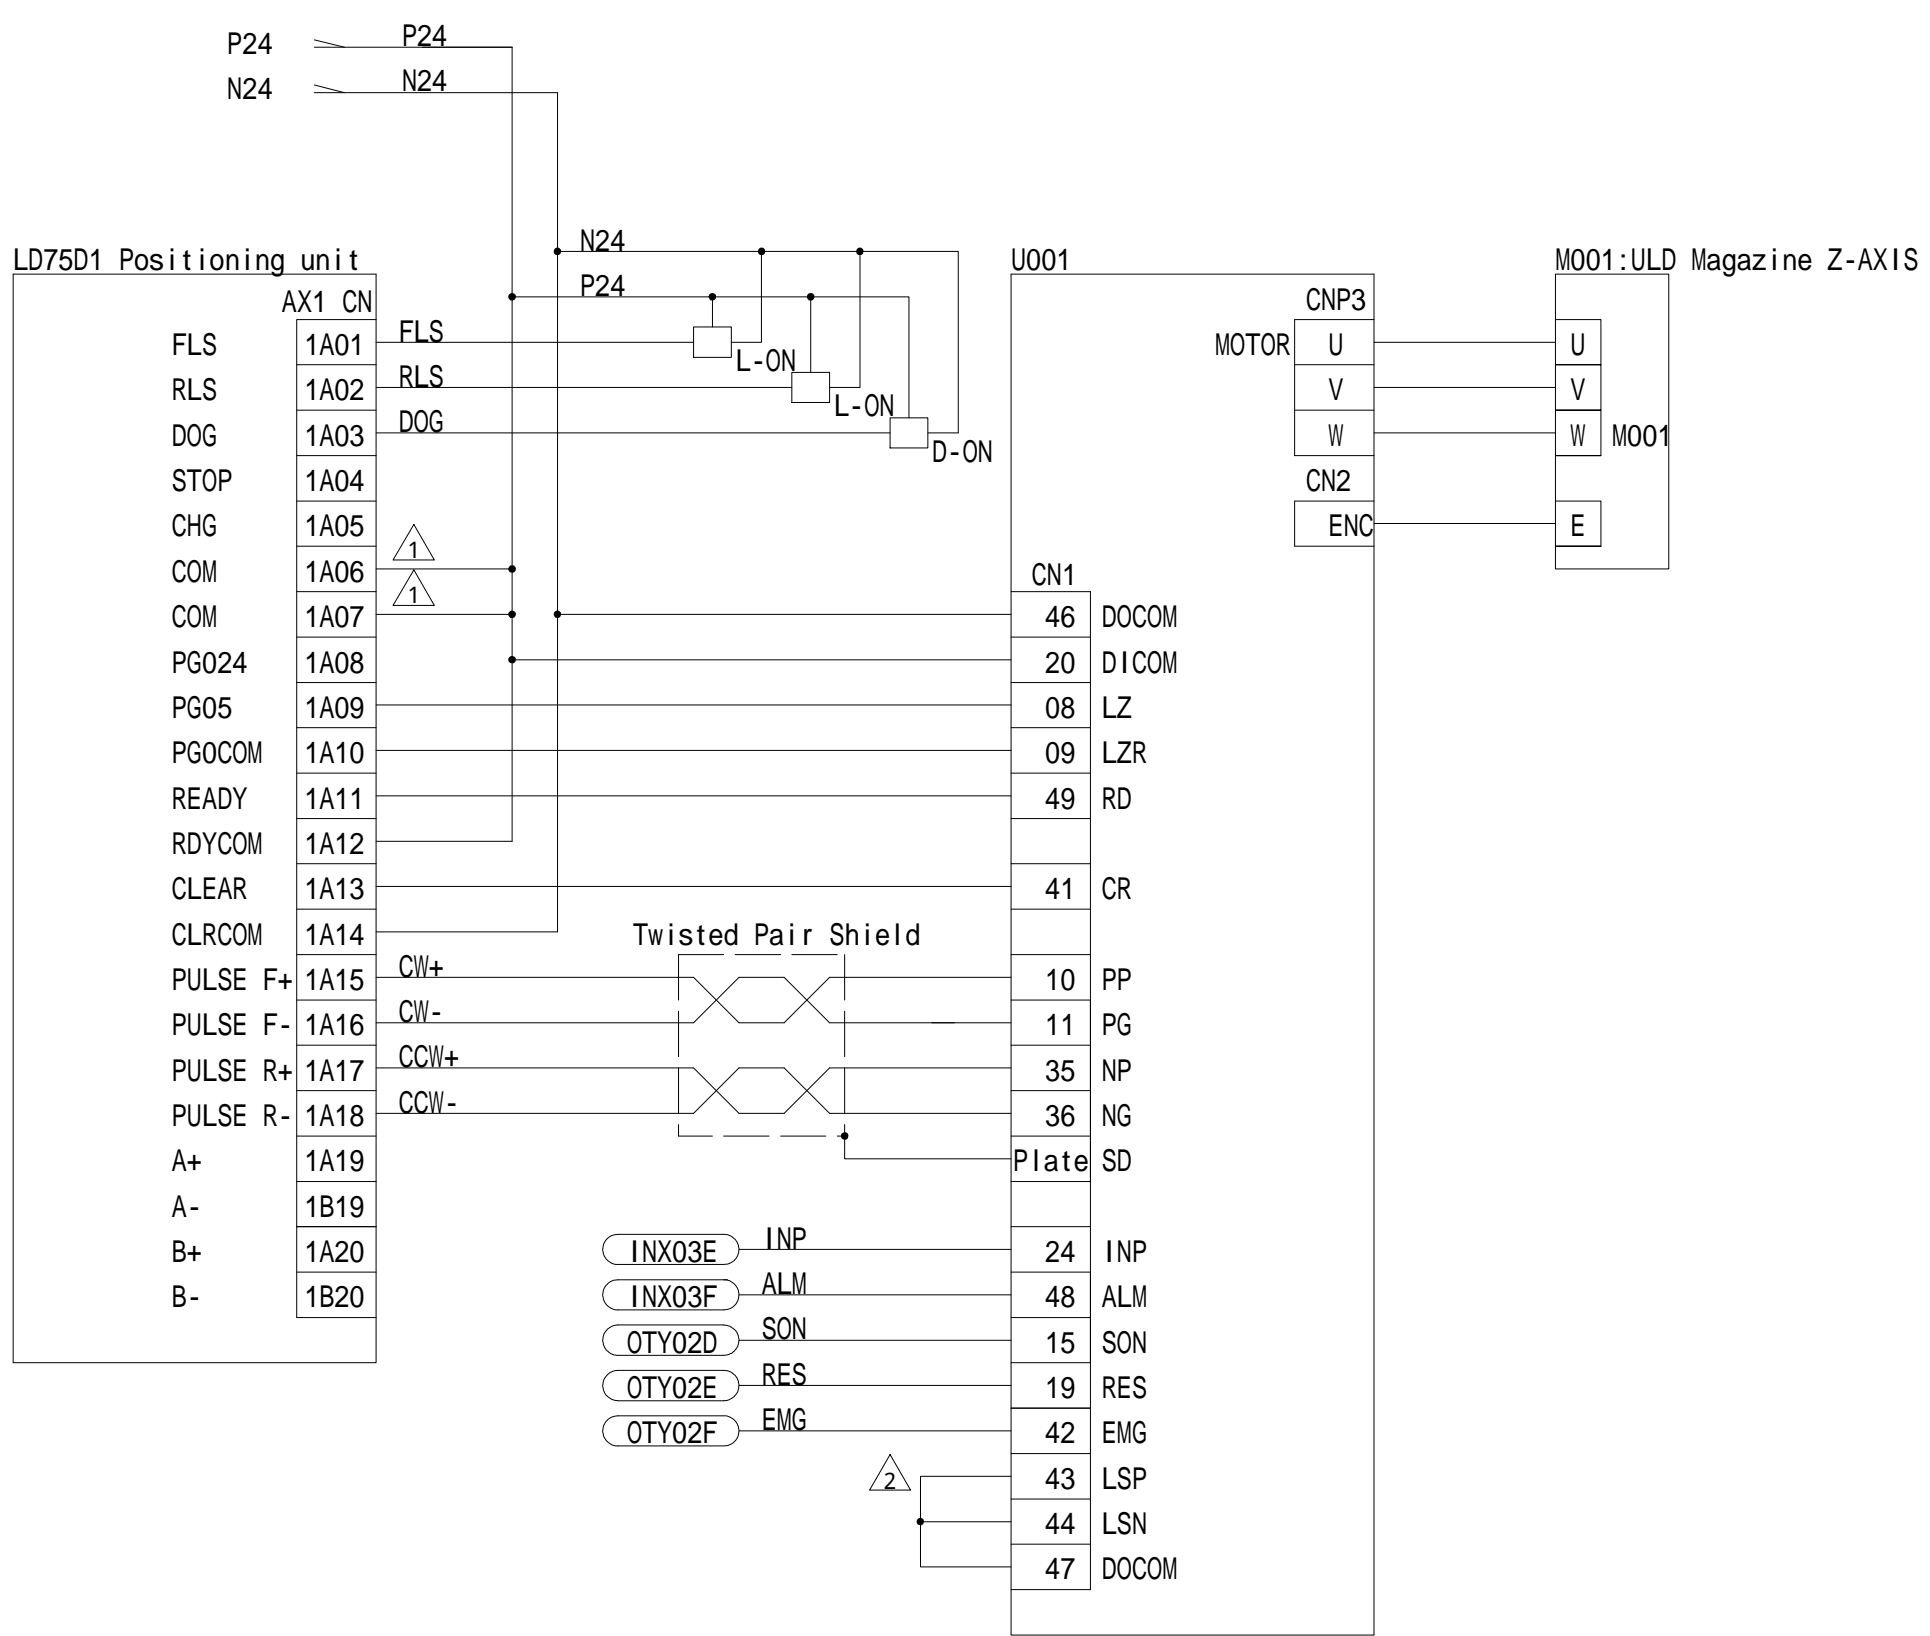 P24 P24
N24 N24
N24
P24
LD75D1 Positioning unit
AX1 CN
FLS 1A01 FLS L-ON
RLS 1A02 RLS L-ON
DOG 1A03 DOG D-ON
STOP 1A04
CHG 1A05
1
COM 1A06
1
COM 1A07
PG024 1A08
PG05 1A09
PG0COM 1A10
READY 1A11
RDYCOM 1A12
CLEAR 1A13
CLRCOM 1A14
PULSE F+ 1A15 CW+
PULSE F- 1A16 CW-
PULSE R+ 1A17 CCW+
PULSE R- 1A18 CCW-
A+ 1A19
A- 1B19
B+ 1A20
B- 1B20
Twisted Pair Shield
INX03E INP
INX03F ALM
OTY02D SON
OTY02E RES
OTY02F EMG
2
U001
CNP3
MOTOR U
V
W
CN2
ENC
CN1
46 DOCOM
20 DICOM
08 LZ
09 LZR
49 RD
41 CR
10 PP
11 PG
35 NP
36 NG
Plate SD
24 INP
48 ALM
15 SON
19 RES
42 EMG
43 LSP
44 LSN
47 DOCOM
M001:ULD Magazine Z-AXIS
U
V
W M001
E